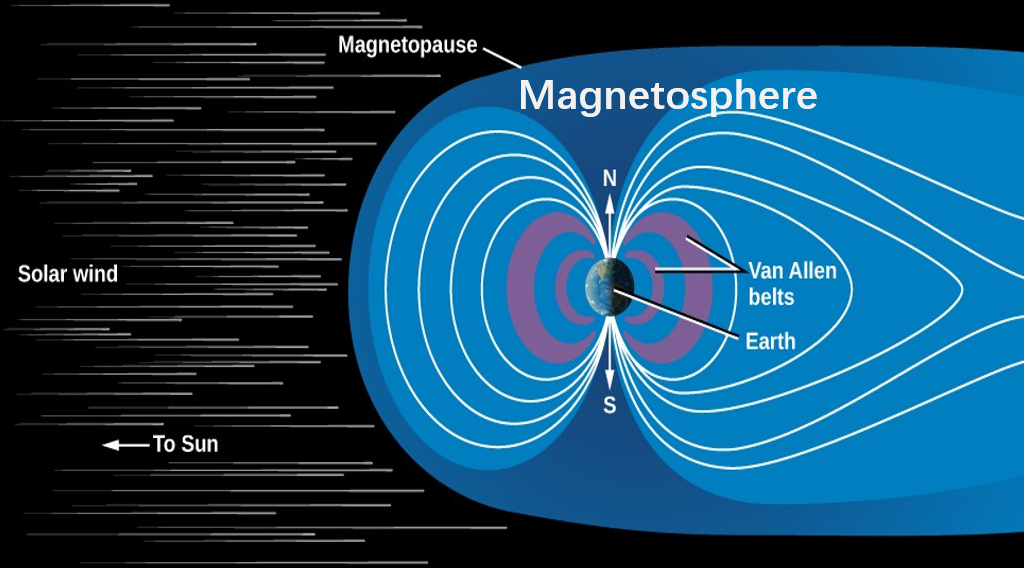 Magnetopause
Magnetosphere
N
Solar wind
Van Allen
belts
Earth
S
To Sun